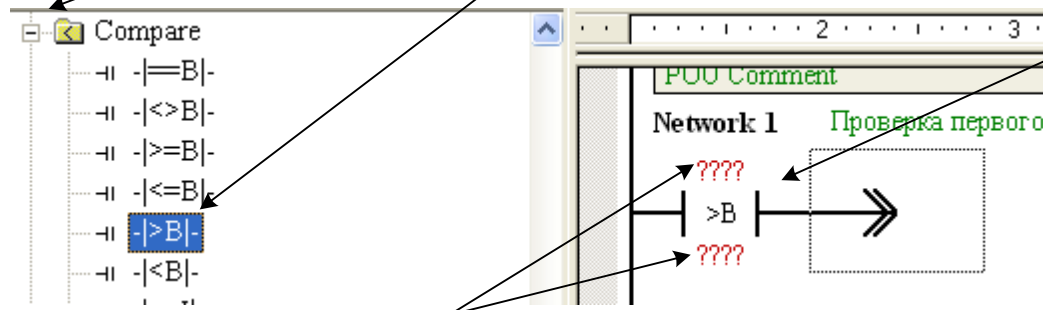 Compare
-|==B|-
-|<>B|-
-|>=B|-
-|<=B|-
-|>B|-
-|<B|-
2 3
POU Comment
Network 1 Проверка первого
????
>B
????